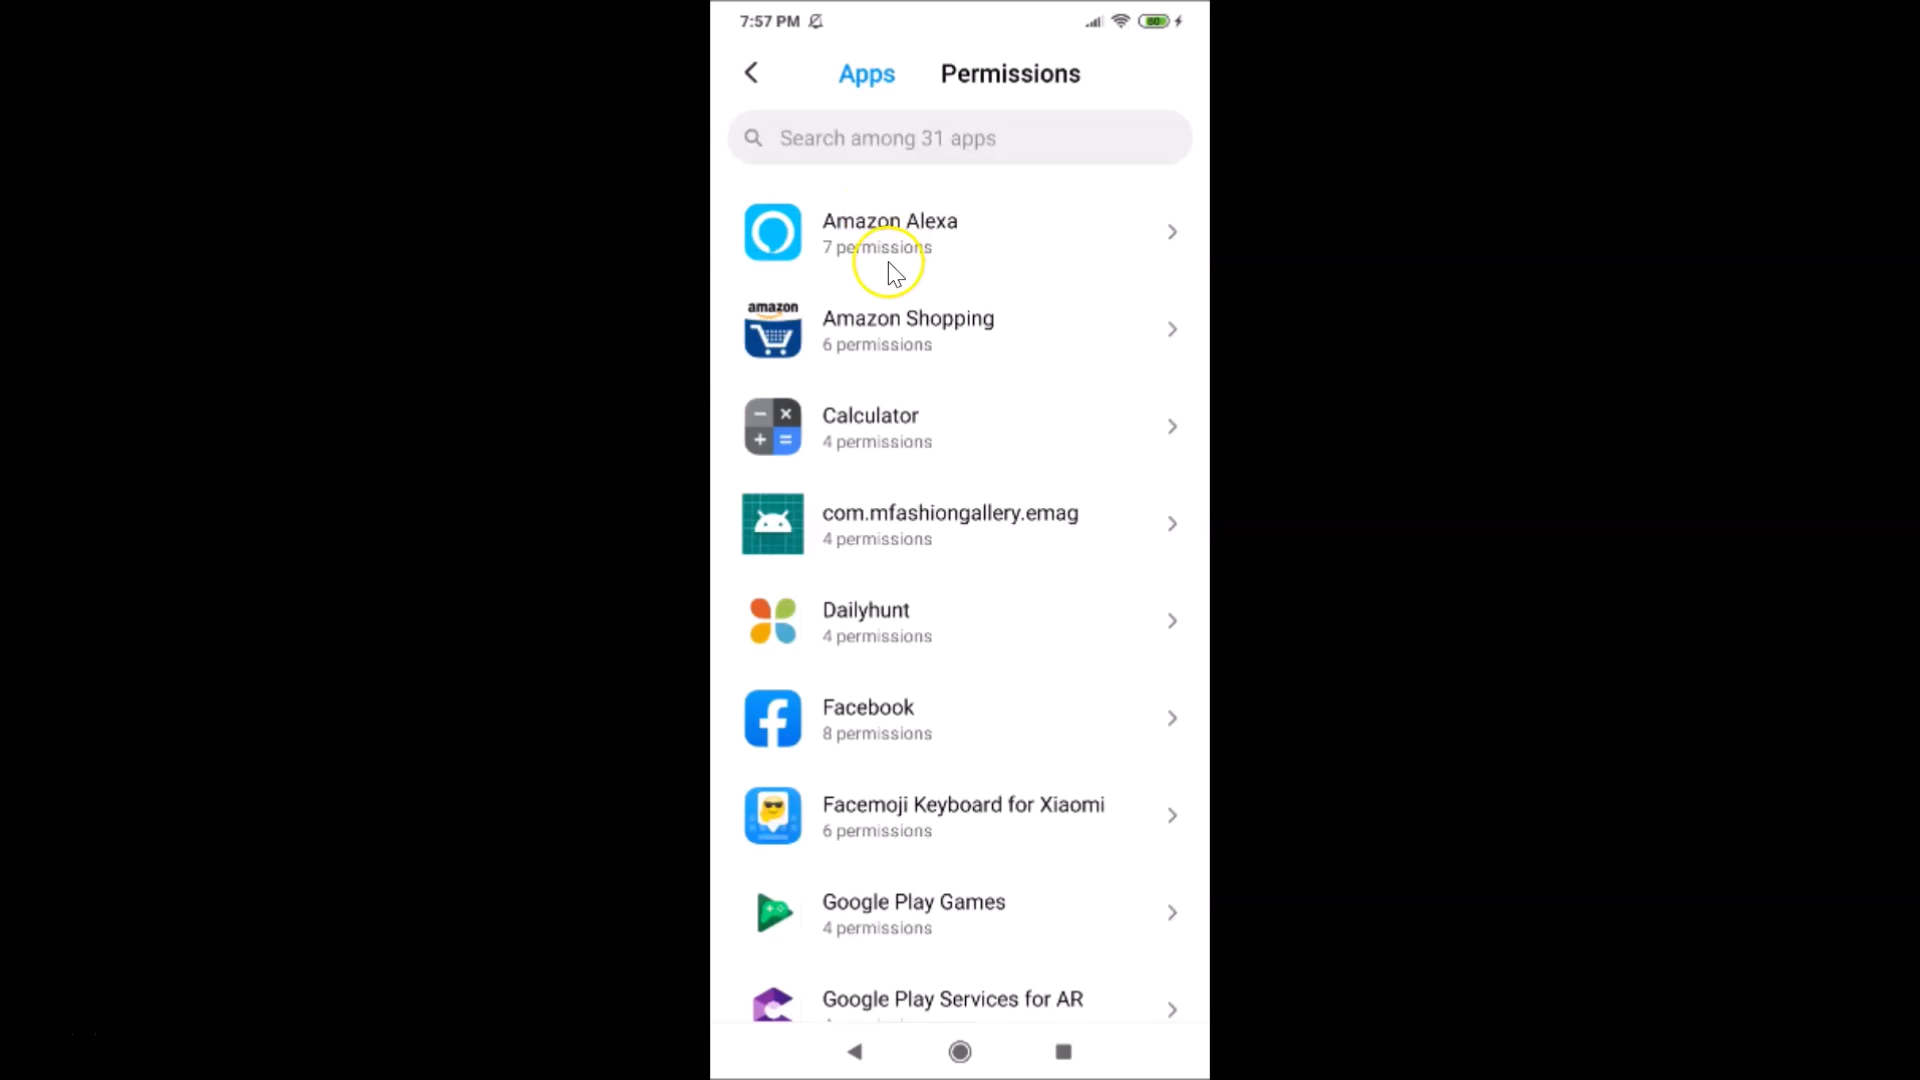 7:57 PM
80
Apps Permissions
Search among 31 apps
Amazon Alexa
7 permissions
amazon
Amazon Shopping
6 permissions
Calculator
4 permissions
com.mfashiongallery.emag
4 permissions
Dailyhunt
4 permissions
Facebook
8 permissions
Facemoji Keyboard for Xiaomi
6 permissions
Google Play Games
4 permissions
Google Play Services for AR